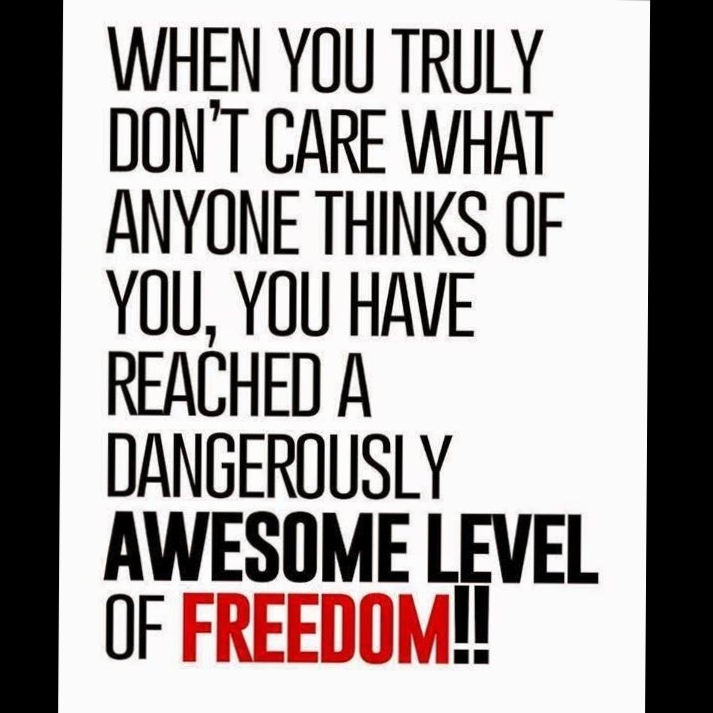 WHEN YOU TRULY
DON'T CARE WHAT
ANYONE THINKS OF
YOU, YOU HAVE
REACHED A
DANGEROUSLY
AWESOME LEVEL
OF FREEDOM!!